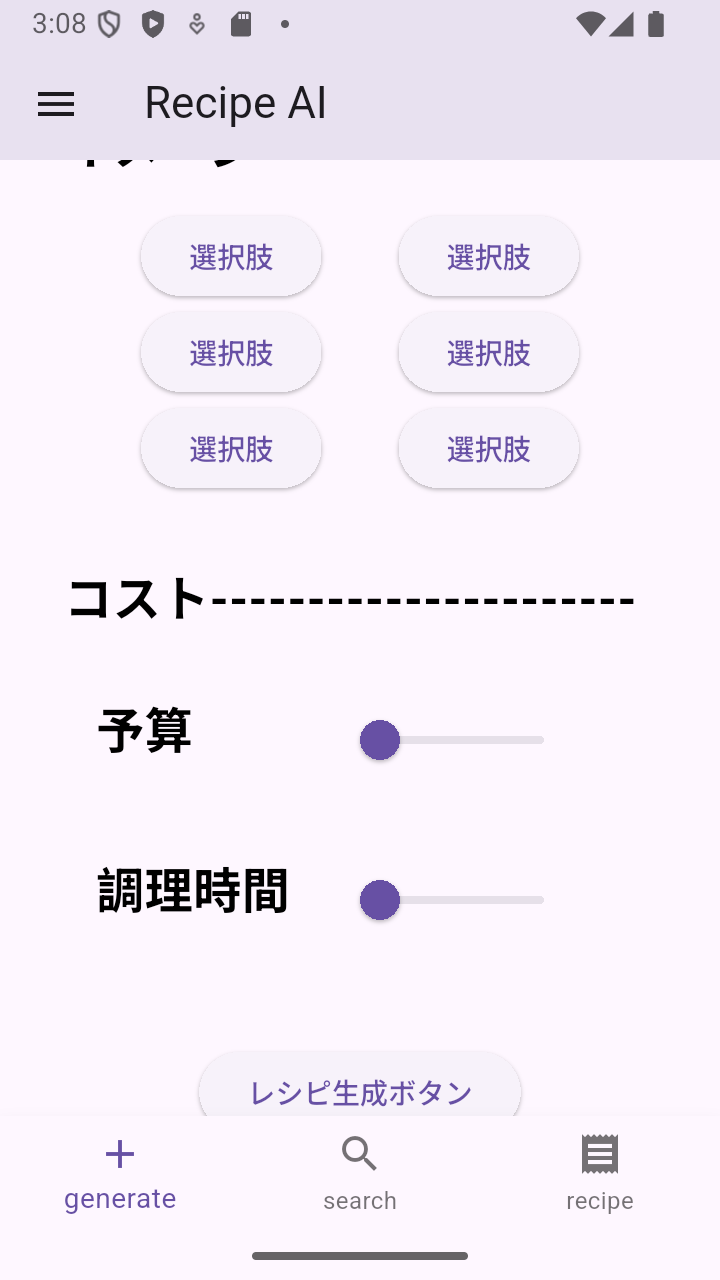 3:08
Recipe AI
選択肢 選択肢
選択肢 選択肢
選択肢 選択肢
コスト----------------------
予算
調理時間
レシピ生成ボタン
generate search recipe